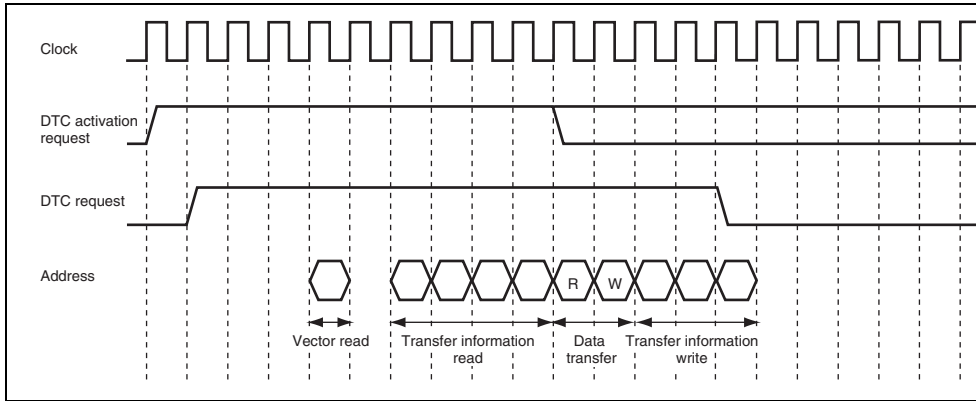 Clock
DTC activation
request
DTC request
Address
R W
Vector read
Transfer information
read
Data
transfer
Transfer information
write